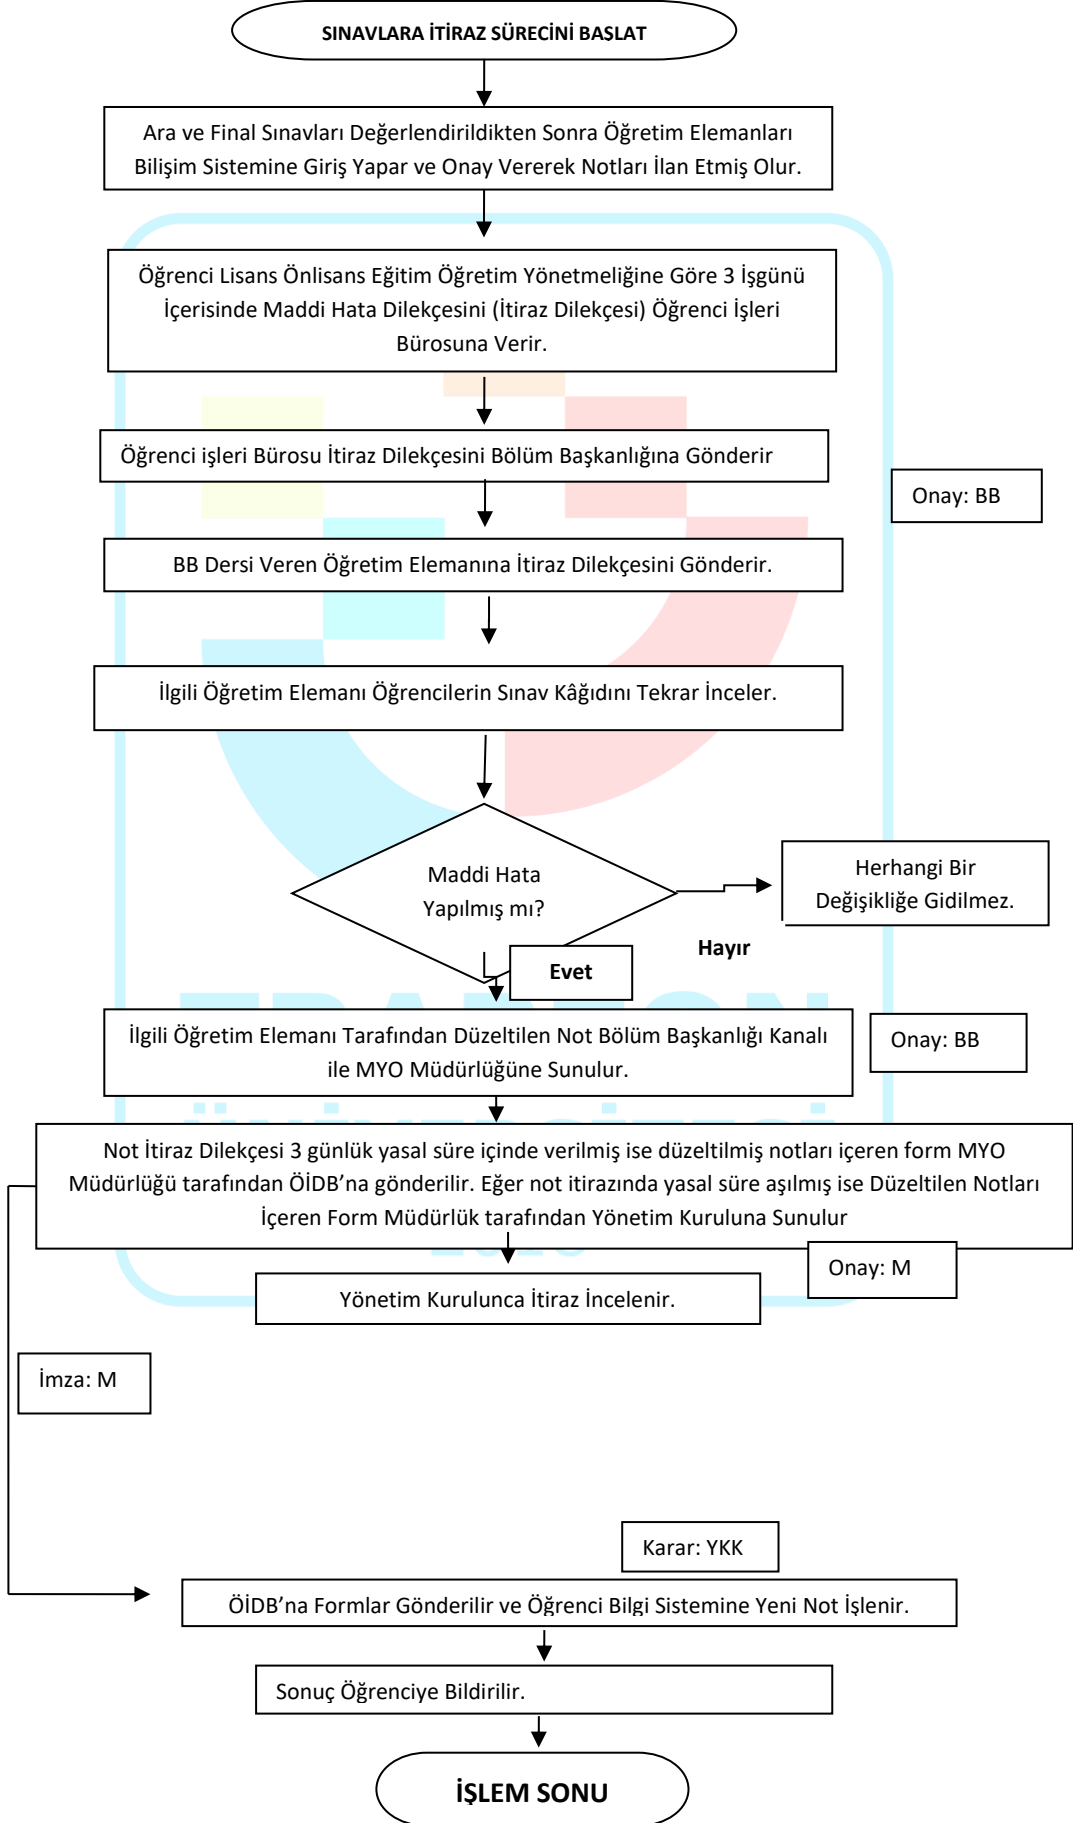 SINAVLARA İTİRAZ SÜRECİNİ BAŞLAT
Ara ve Final Sınavları Değerlendirildikten Sonra Öğretim Elemanları
Bilişim Sistemine Giriş Yapar ve Onay Vererek Notları İlan Etmiş Olur.
Öğrenci Lisans Önlisans Eğitim Öğretim Yönetmeliğine Göre 3 İşgünü
İçerisinde Maddi Hata Dilekçesini (İtiraz Dilekçesi) Öğrenci İşleri
Bürosuna Verir.
Öğrenci işleri Bürosu İtiraz Dilekçesini Bölüm Başkanlığına Gönderir
Onay: BB
BB Dersi Veren Öğretim Elemanına İtiraz Dilekçesini Gönderir.
İlgili Öğretim Elemanı Öğrencilerin Sınav Kâğıdını Tekrar İnceler.
Maddi Hata
Yapılmış mı?
Herhangi Bir
Değişikliğe Gidilmez.
Hayır
Evet
İlgili Öğretim Elemanı Tarafından Düzeltilen Not Bölüm Başkanlığı Kanalı
ile MYO Müdürlüğüne Sunulur.
Onay: BB
Not İtiraz Dilekçesi 3 günlük yasal süre içinde verilmiş ise düzeltilmiş notları içeren form MYO
Müdürlüğü tarafından ÖİDB’na gönderilir. Eğer not itirazında yasal süre aşılmış ise Düzeltilen Notları
İçeren Form Müdürlük tarafından Yönetim Kuruluna Sunulur
Onay: M
Yönetim Kurulunca İtiraz İncelenir.
İmza: M
Karar: YKK
ÖİDB’na Formlar Gönderilir ve Öğrenci Bilgi Sistemine Yeni Not İşlenir.
Sonuç Öğrenciye Bildirilir.
İŞLEM SONU